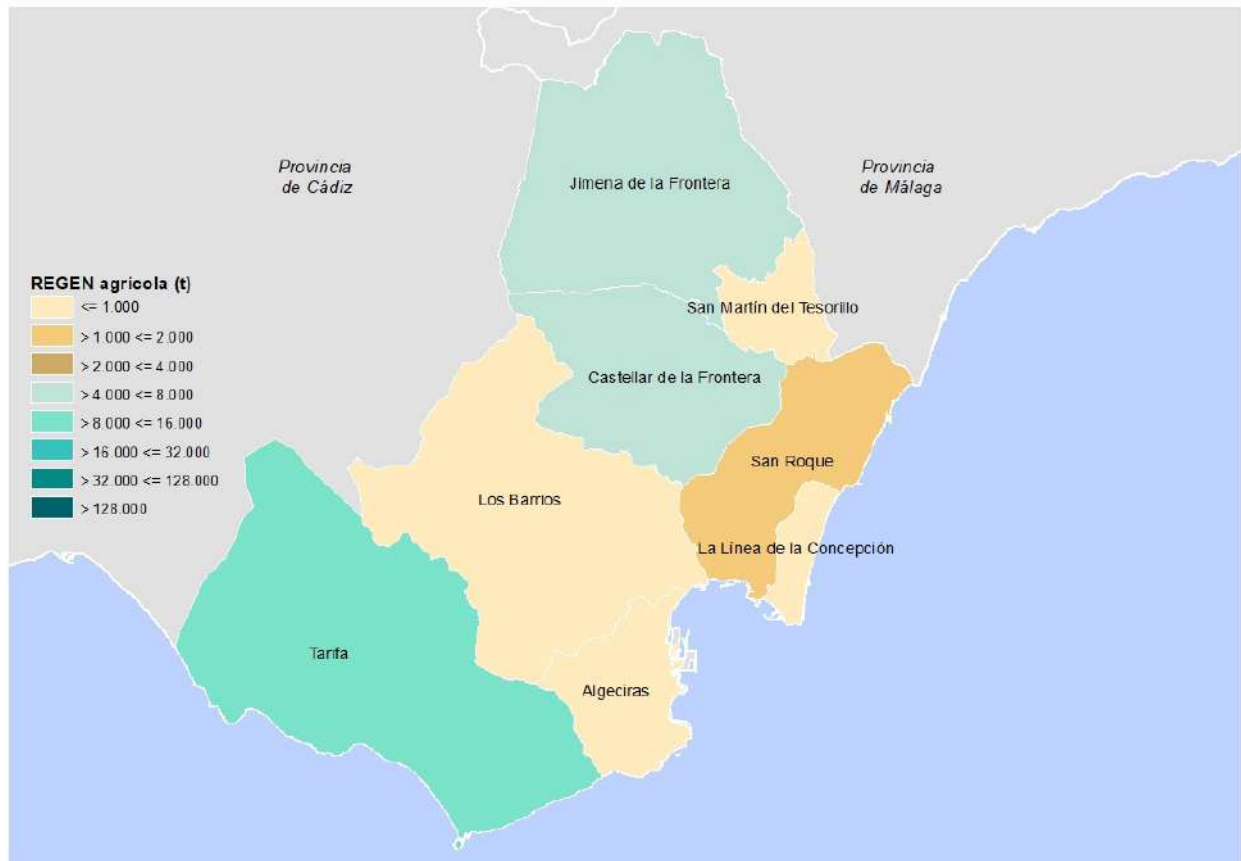 Provincia
de Cádiz
Provincia
de Málaga
Jimena de la Frontera
REGEN agrícola (t)
<= 1.000
> 1 000 <= 2.000
> 2 000 <= 4.000
> 4 000 <= 8.000
> 8 000 <= 16.000
> 16 000 <= 32.000
> 32.000 <= 128.000
> 128.000
San Martín del Tesorillo
Castellar de la Frontera
San Roque
Los Barrios
La Línea de la Concepción
Tarifa
Algeciras